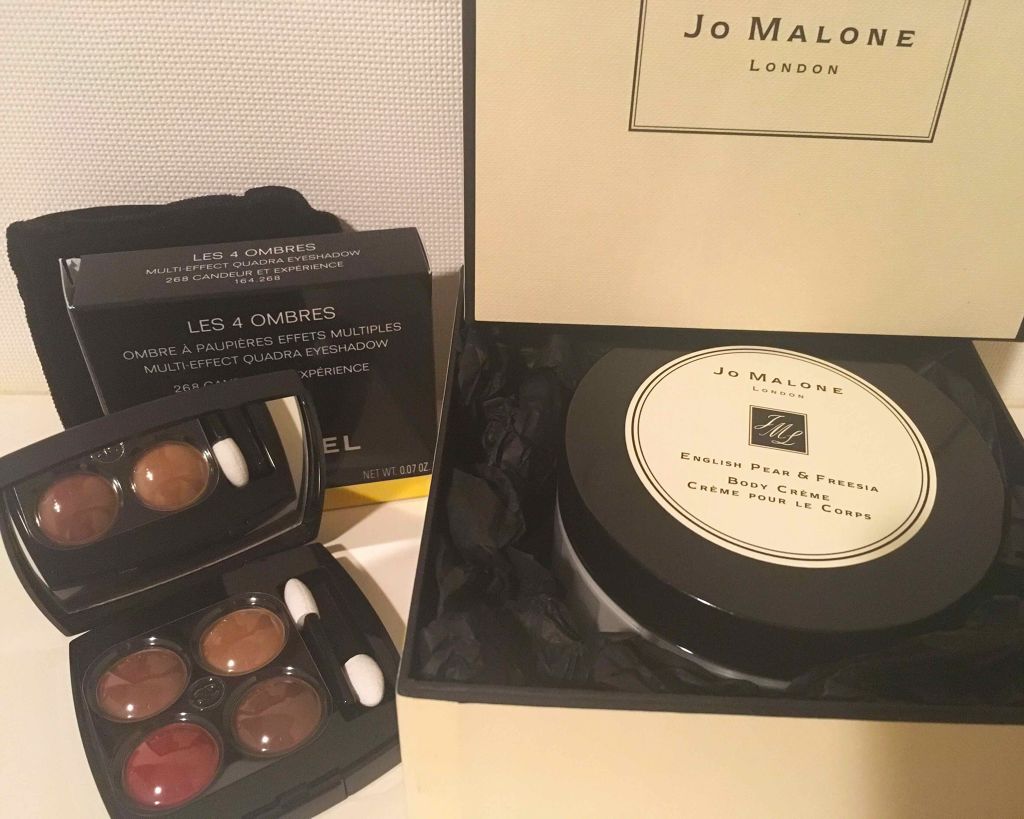 JO MALONE
LONDON
LES 4 OMBRES
MULTI-EFFECT QUADRA EYESHADOW
268 CANDEUR ET EXPÉRIENCE
164.268
LES 4 OMBRES
OMBRE À PAUPIÈRES EFFETS MULTIPLES
MULTI-EFFECT QUADRA EYESHADOW
268 EXPÉRIENCE
EL
NET WT. 0.07 OZ.
JO MALONE
LONDON
JML
ENGLISH PEAR & FREESIA
BODY CRÈME
CRÈME POUR LE CORPS